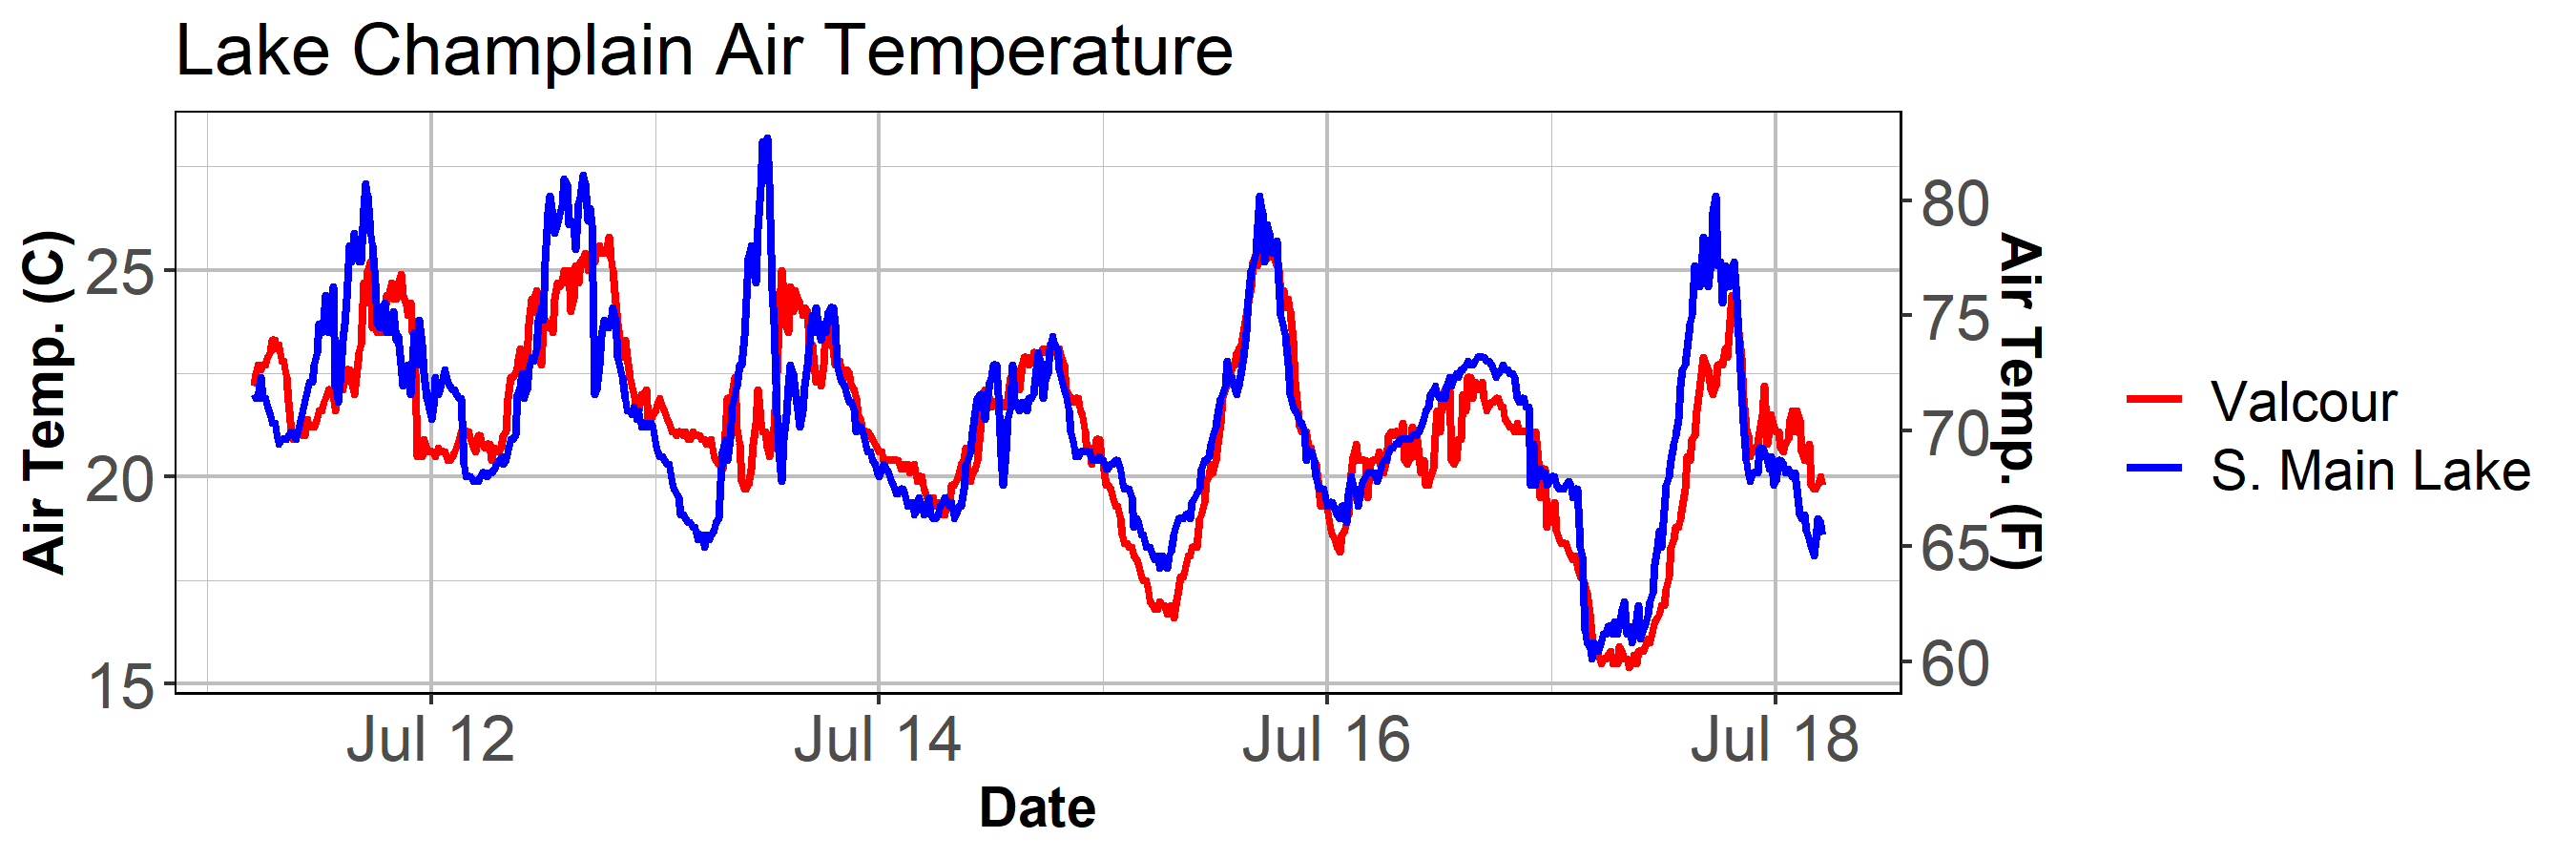 Lake Champlain Air Temperature
Air Temp. (C)
25
20
15
80
75
70
65
60
Air Temp. (F)
Jul 12
Jul 14
Jul 16
Jul 18
Date
Valcour
S. Main Lake